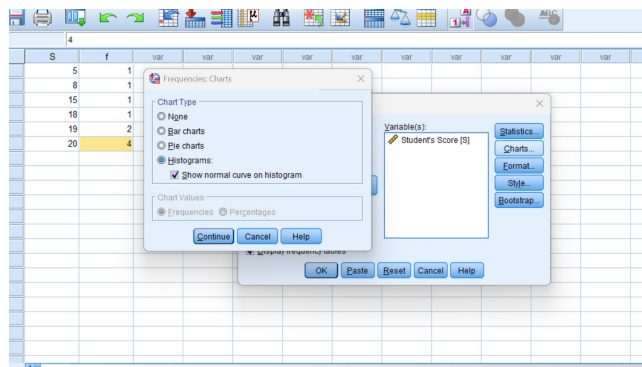 4
S f var var var var var var var var var
5 1
8 1
15 1
18 1
19 2
20 4
Frequencies: Charts
Chart Type
None
Bar charts
Pie charts
Histograms:
Show normal curve on histogram
Chart Values
Frequencies Percentages
Continue Cancel Help
Variable(s):
Student's Score [S]
Statistics...
Charts...
Format...
Style...
Bootstrap...
Display frequency tables
OK Paste Reset Cancel Help